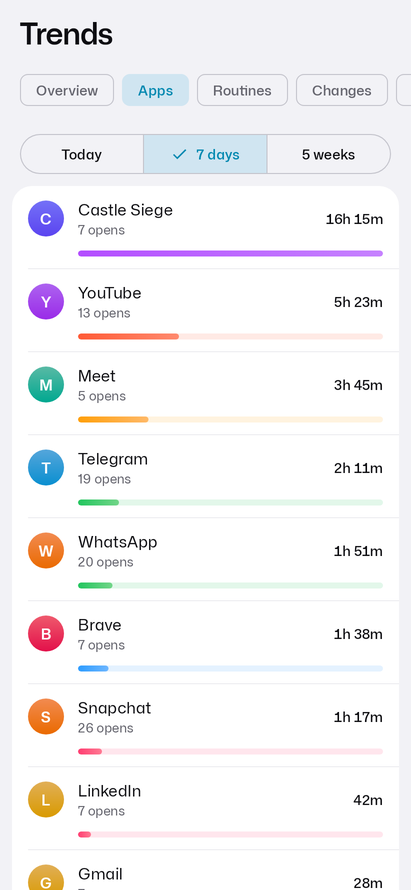 Trends
Overview
Apps
Routines
Changes
Today
7 days
5 weeks
C
Castle Siege
7 opens
16h 15m
Y
YouTube
13 opens
5h 23m
M
Meet
5 opens
3h 45m
T
Telegram
19 opens
2h 11m
W
WhatsApp
20 opens
1h 51m
B
Brave
7 opens
1h 38m
S
Snapchat
26 opens
1h 17m
L
LinkedIn
7 opens
42m
G
Gmail
28m